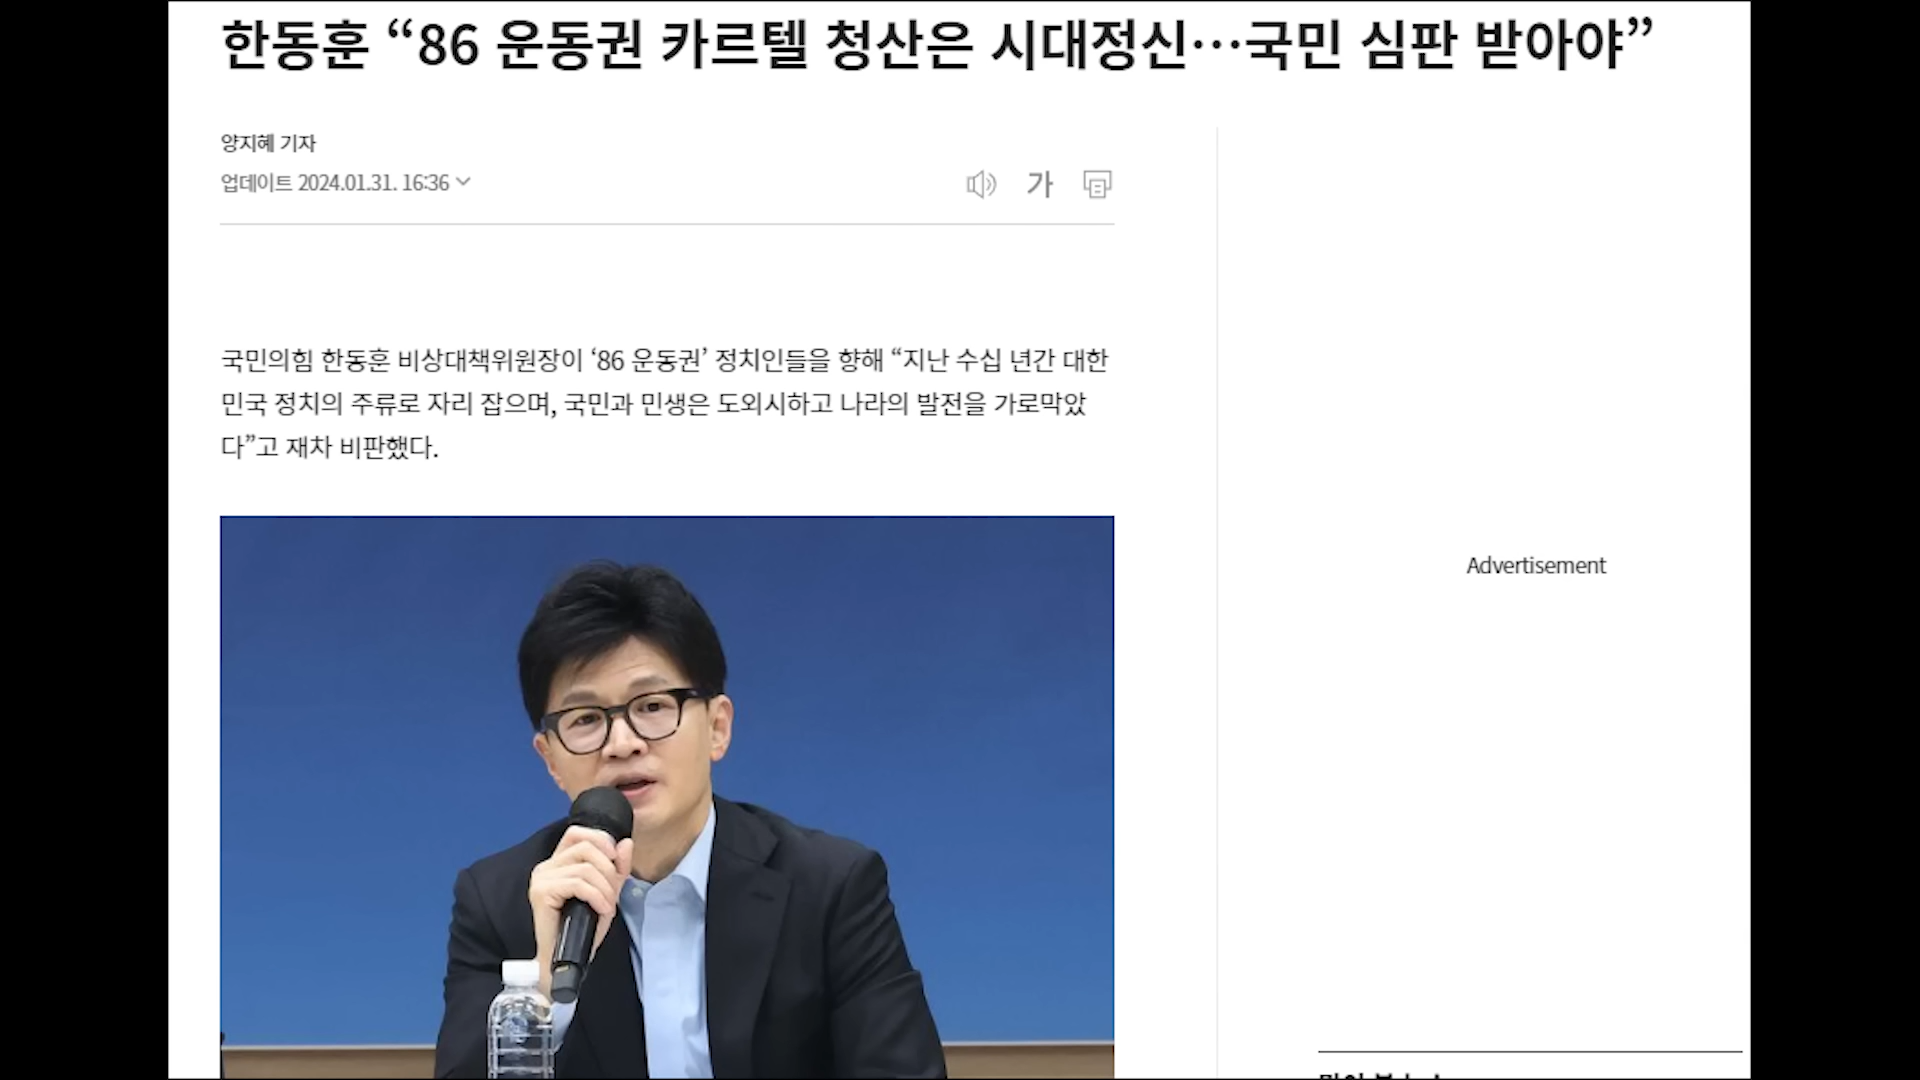 한동훈 “86 운동권 카르텔 청산은 시대정신…국민 심판 받아야”
양지혜 기자
업데이트 2024.01.31. 16:36
가
국민의힘 한동훈 비상대책위원장이 ‘86 운동권’ 정치인들을 향해 “지난 수십 년간 대한
민국 정치의 주류로 자리 잡으며, 국민과 민생은 도외시하고 나라의 발전을 가로막았
다”고 재차 비판했다.
Advertisement